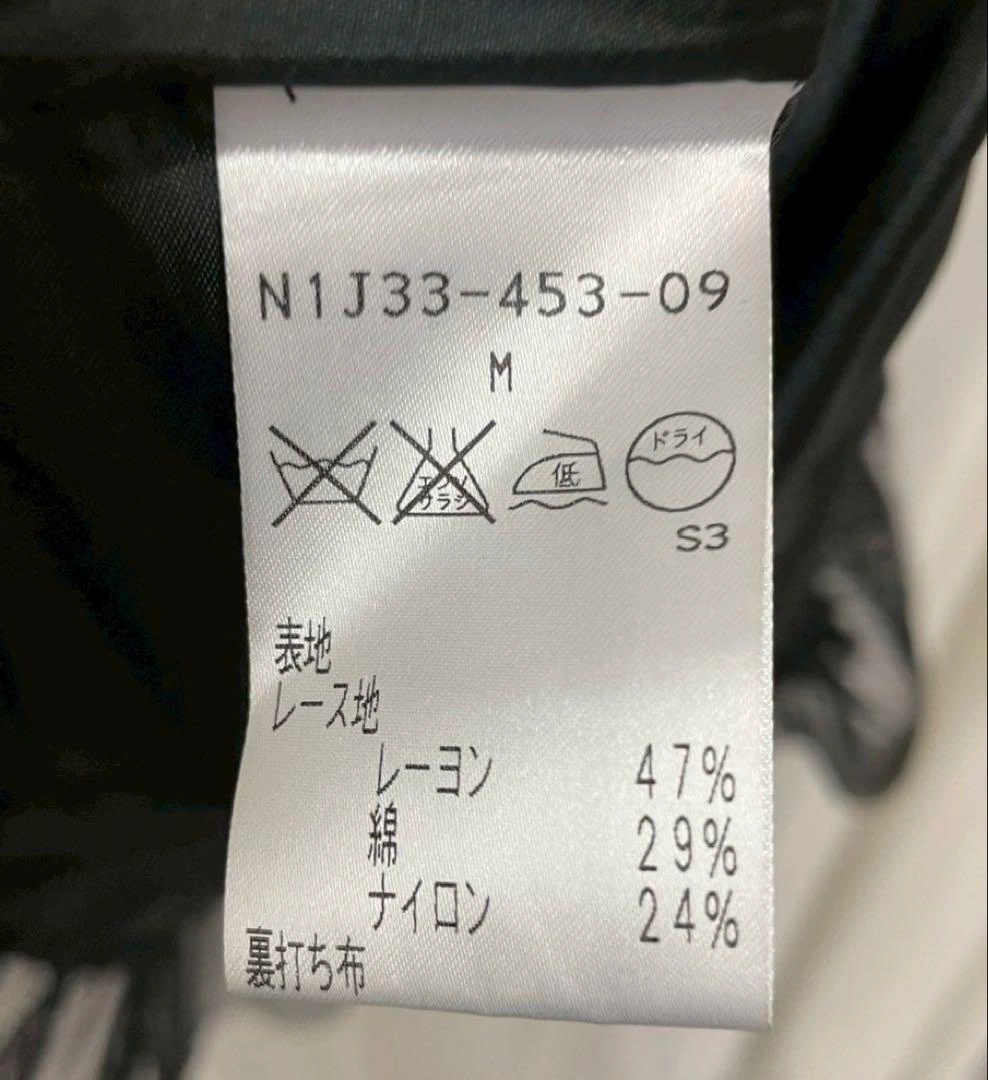 N1J33-453-09
M
エンソ
サラシ
低
ドライ
S3
表地
レース地
レーヨン 47%
綿 29%
ナイロン 24%
裏打ち布